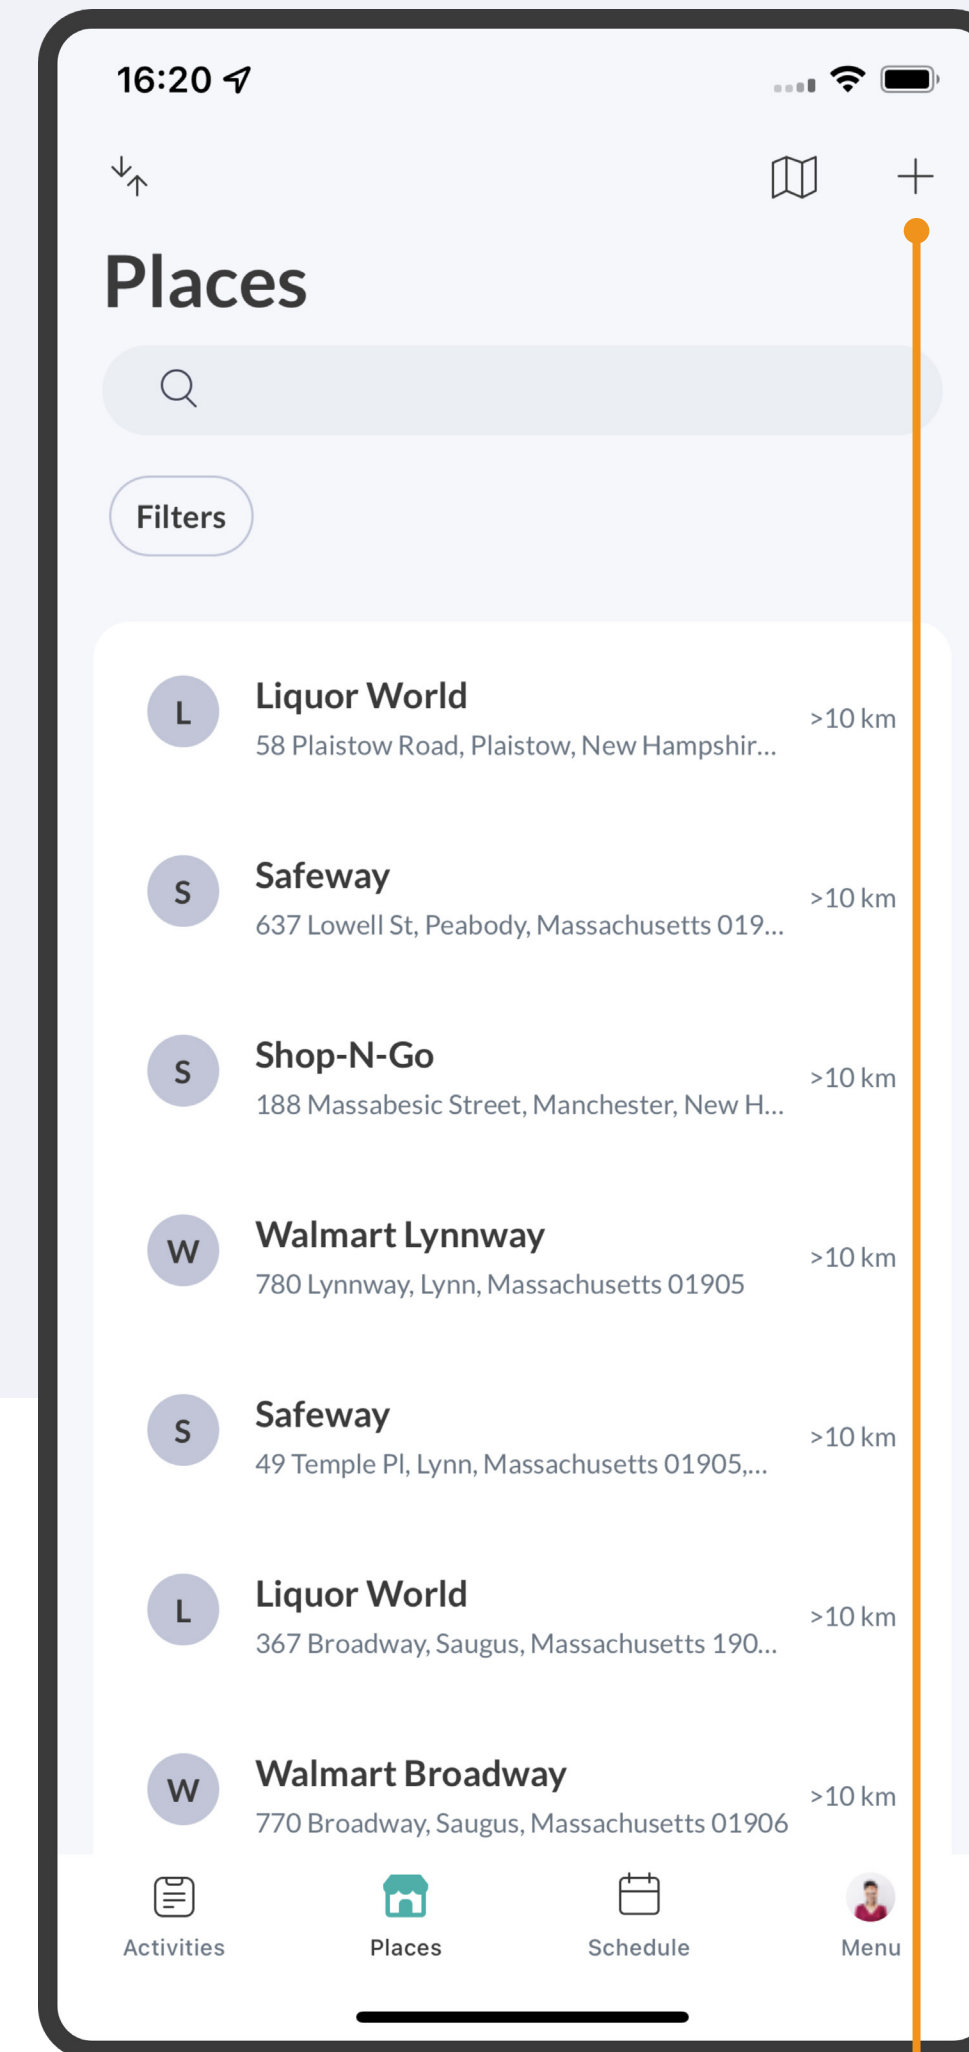 16:20
Places
Filters
L
Liquor World
58 Plaistow Road, Plaistow, New Hampshir...
>10 km
S
Safeway
637 Lowell St, Peabody, Massachusetts 019...
>10 km
S
Shop-N-Go
188 Massabesic Street, Manchester, New H...
>10 km
W
Walmart Lynnway
780 Lynnway, Lynn, Massachusetts 01905
>10 km
S
Safeway
49 Temple Pl, Lynn, Massachusetts 01905,...
>10 km
L
Liquor World
367 Broadway, Saugus, Massachusetts 190...
>10 km
W
Walmart Broadway
770 Broadway, Saugus, Massachusetts 01906
>10 km
Activities
Places
Schedule
Menu